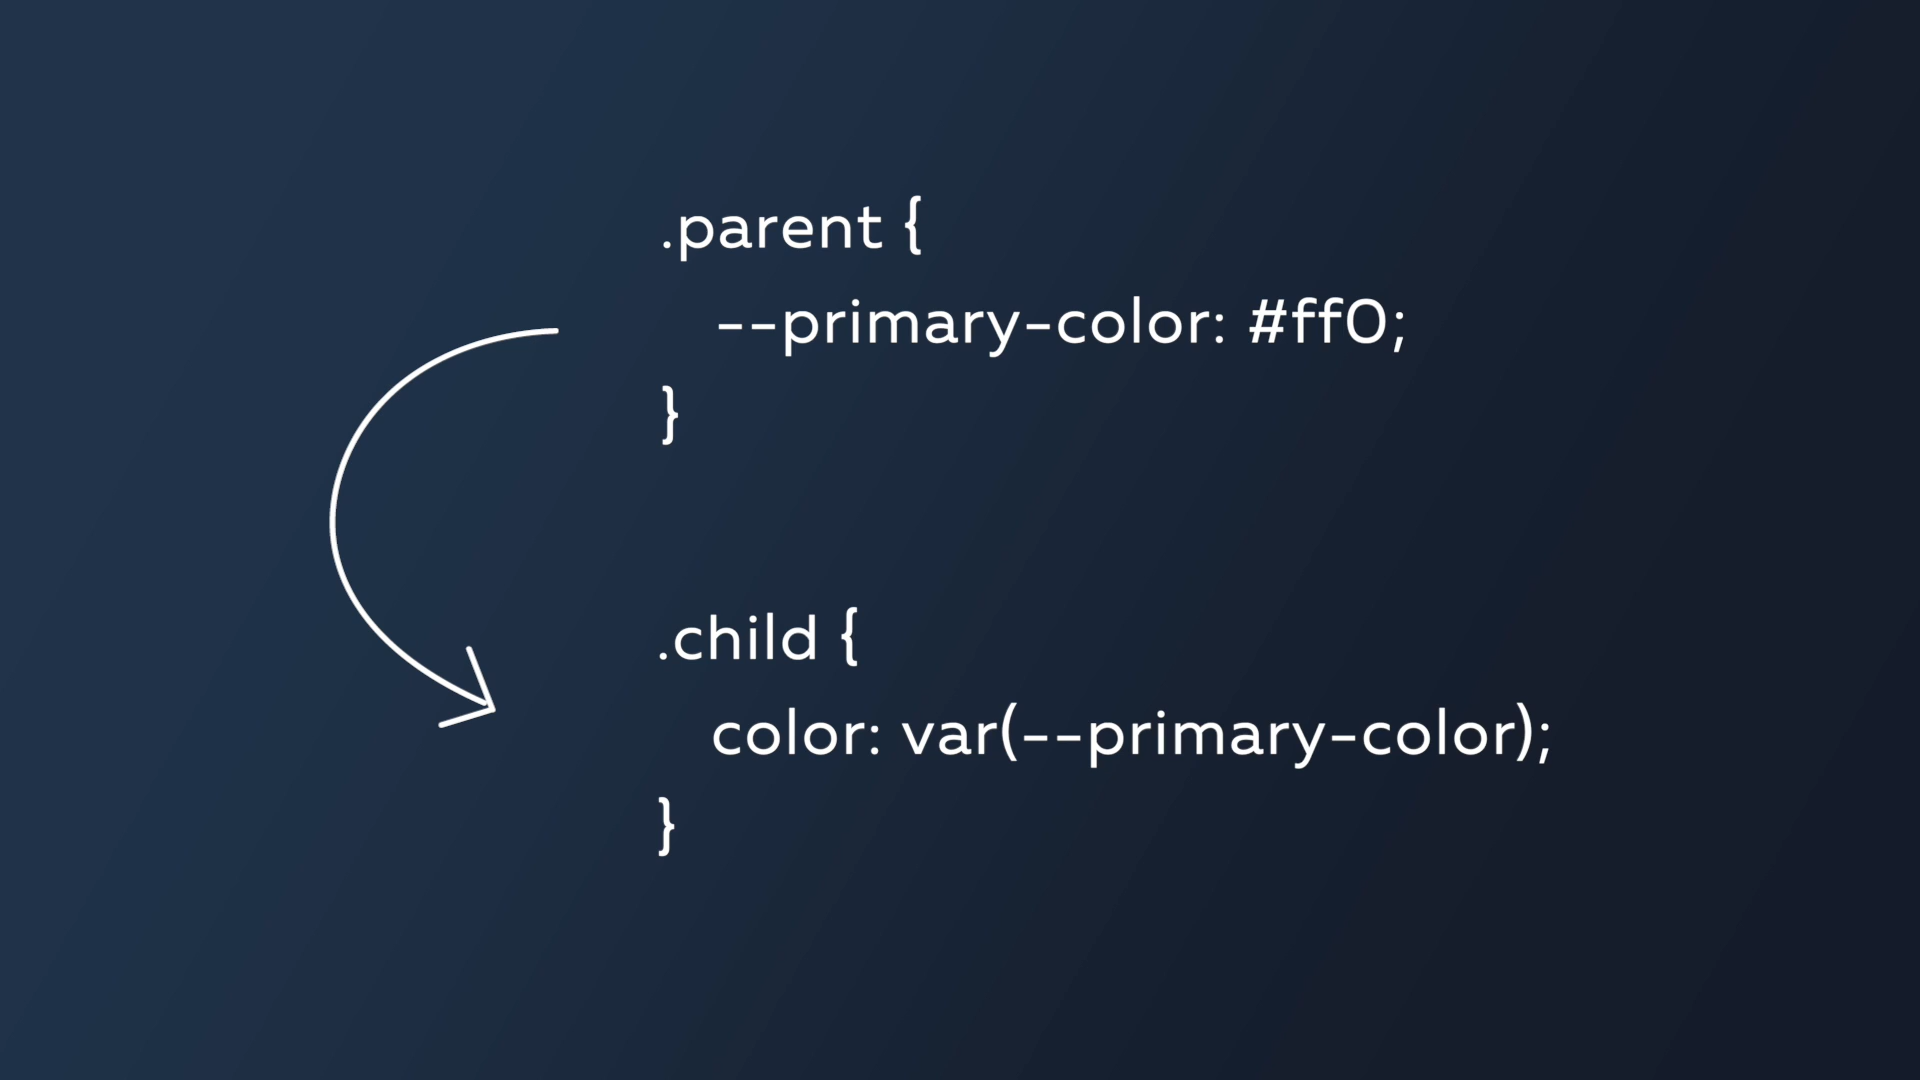 .parent {
--primary-color: #ff0;
}
.child {
color: var(--primary-color);
}